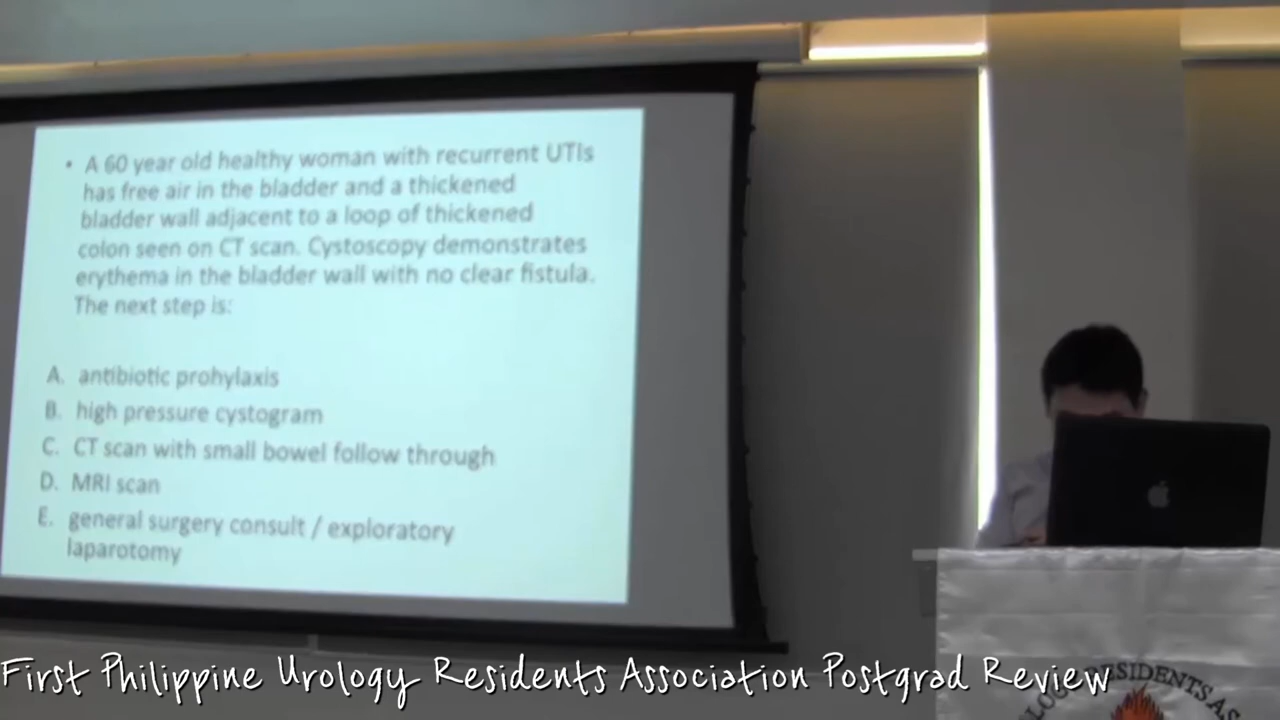 • A 60 year old healthy woman with recurrent UTIs
has free air in the bladder and a thickened
bladder wall adjacent to a loop of thickened
colon seen on CT scan. Cystoscopy demonstrates
erythema in the bladder wall with no clear fistula.
The next step is:
A. antibiotic prohylaxis
B. high pressure cystogram
C. CT scan with small bowel follow through
D. MRI scan
E. general surgery consult / exploratory
laparotomy
First Philippine Urology Residents Association Postgrad Review
RESIDENTS